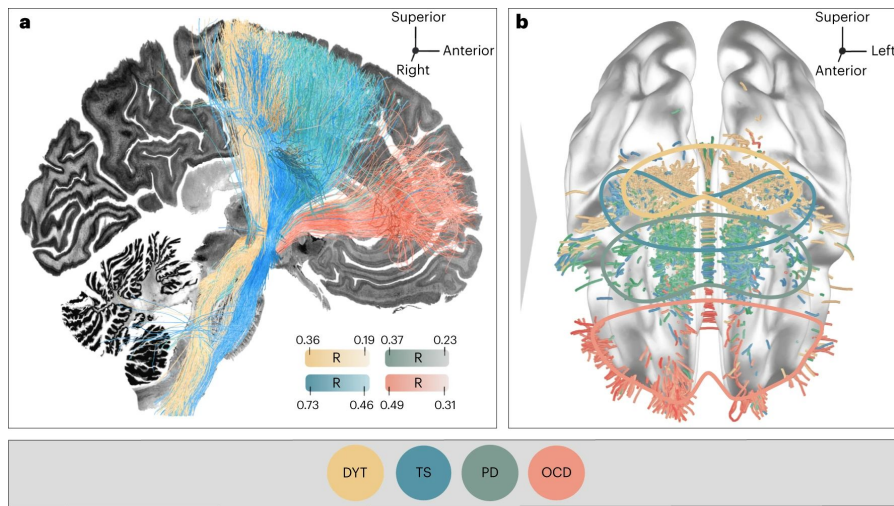 a
Superior
Anterior
Right
0.36 0.19 0.37 0.23
R R
R R
0.73 0.46 0.49 0.31
b
Superior
Left
Anterior
DYT TS PD OCD